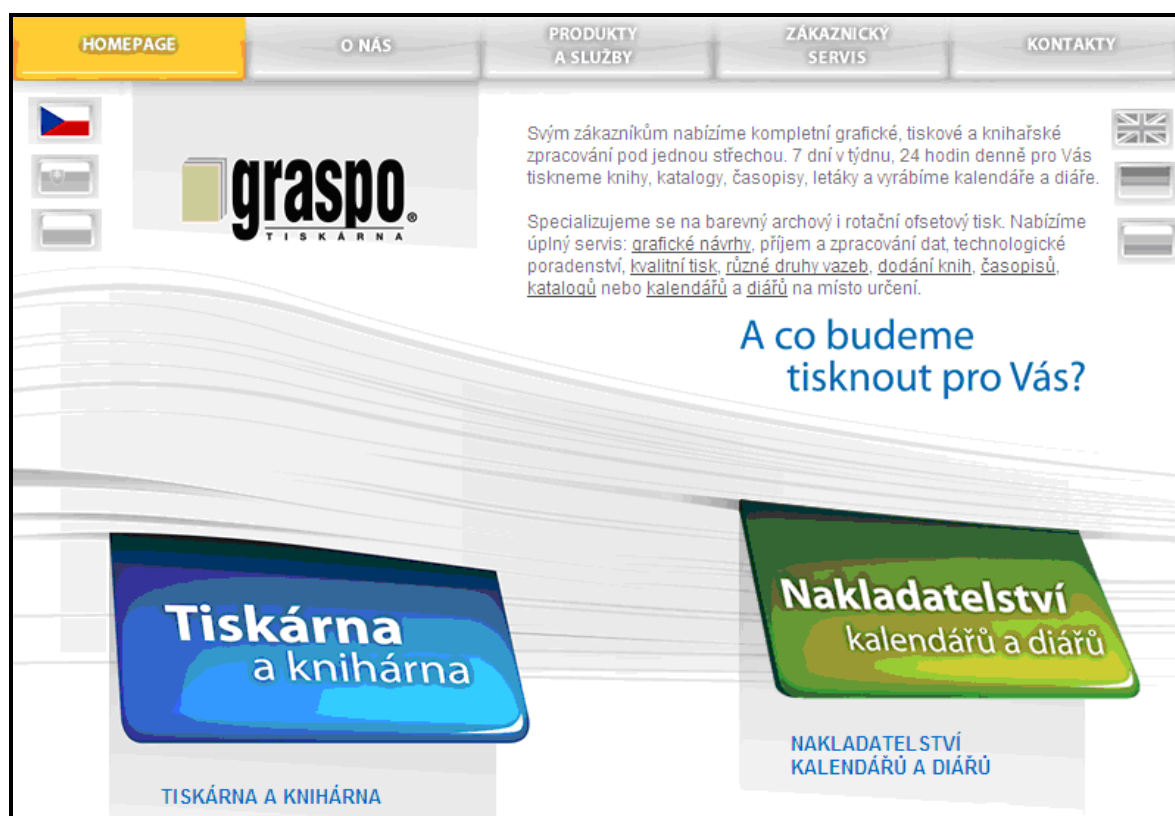 HOMEPAGE
O NÁS
PRODUKTY
A SLUŽBY
ZÁKAZNICKÝ
SERVIS
KONTAKTY
graspo®
TISKÁRNA
Svým zákazníkům nabízíme kompletní grafické, tiskové a knihařské
zpracování pod jednou střechou. 7 dní v týdnu, 24 hodin denně pro Vás
tiskneme knihy, katalogy, časopisy, letáky a vyrábíme kalendáře a diáře.
Specializujeme se na barevný archový i rotační ofsetový tisk. Nabízíme
úplný servis: grafické návrhy, příjem a zpracování dat, technologické
poradenství, kvalitní tisk, různé druhy vazeb, dodání knih, časopisů,
katalogů nebo kalendářů a diářů na místo určení.
A co budeme
tisknout pro Vás?
Tiskárna
a knihárna
TISKÁRNA A KNIHÁRNA
Nakladatelství
kalendářů a diářů
NAKLADATELSTVÍ
KALENDÁŘŮ A DIÁŘŮ